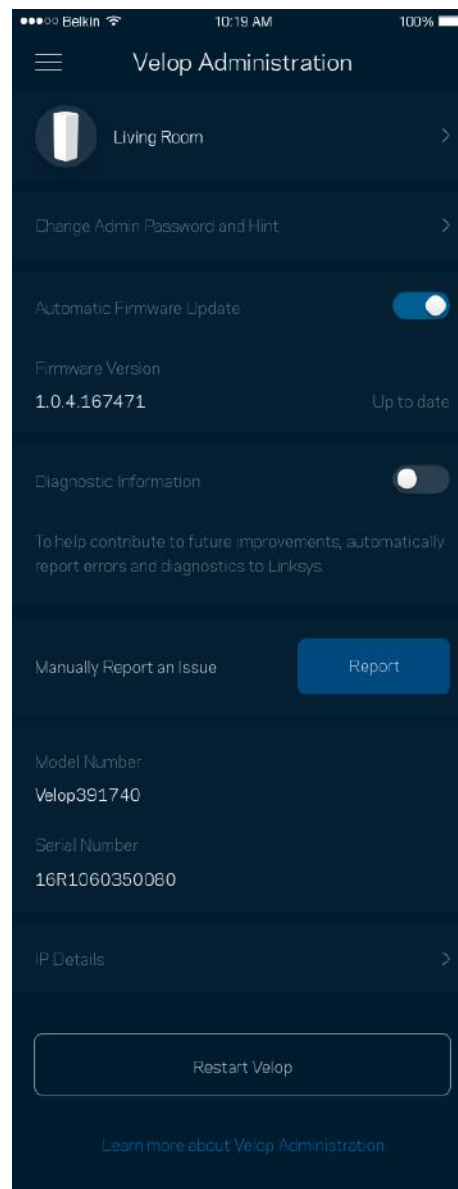 Belkin 10:19 AM 100%
Velop Administration
Living Room
Change Admin Password and Hint
Automatic Firmware Update
Firmware Version
1.0.4.167471 Up to date
Diagnostic Information
To help contribute to future improvements, automatically
report errors and diagnostics to Linksys.
Manually Report an Issue Report
Model Number
Velop391740
Serial Number
16R1060350080
IP Details
Restart Velop
Learn more about Velop Administration